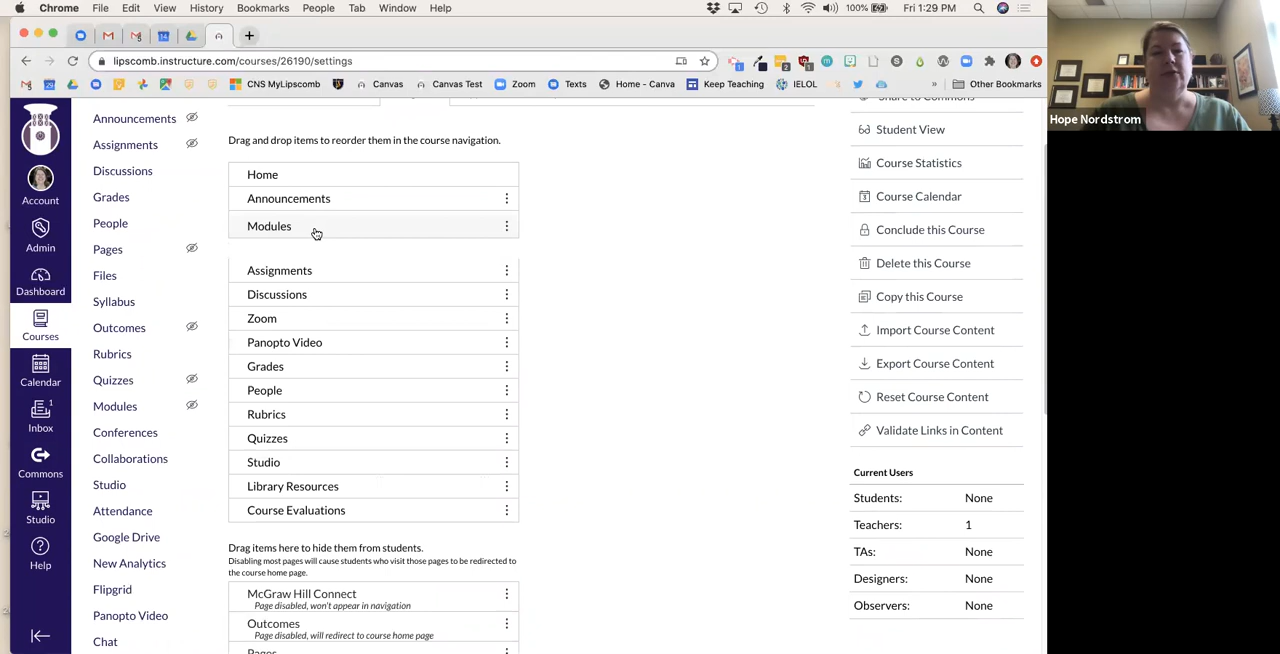 Chrome File Edit View History Bookmarks People Tab Window Help 100% Fri 1:29 PM
lipscomb.instructure.com/courses/26190/settings
CNS MyLipscomb Canvas Canvas Test Zoom Texts Home - Canva Keep Teaching IELOL » Other Bookmarks
Account
Admin
Dashboard
Courses
Calendar
1
Inbox
Commons
Studio
Help
Announcements
Assignments
Discussions
Grades
People
Pages
Files
Syllabus
Outcomes
Rubrics
Quizzes
Modules
Conferences
Collaborations
Studio
Attendance
Google Drive
New Analytics
Flipgrid
Panopto Video
Chat
Drag and drop items to reorder them in the course navigation.
Home
Announcements
Modules
Assignments
Discussions
Zoom
Panopto Video
Grades
People
Rubrics
Quizzes
Studio
Library Resources
Course Evaluations
Drag items here to hide them from students.
Disabling most pages will cause students who visit those pages to be redirected to
the course home page.
McGraw Hill Connect
Page disabled, won't appear in navigation
Outcomes
Page disabled, will redirect to course home page
Pages
Share to Commons
Student View
Course Statistics
Course Calendar
Conclude this Course
Delete this Course
Copy this Course
Import Course Content
Export Course Content
Reset Course Content
Validate Links in Content
Current Users
Students: None
Teachers: 1
TAs: None
Designers: None
Observers: None
Hope Nordstrom